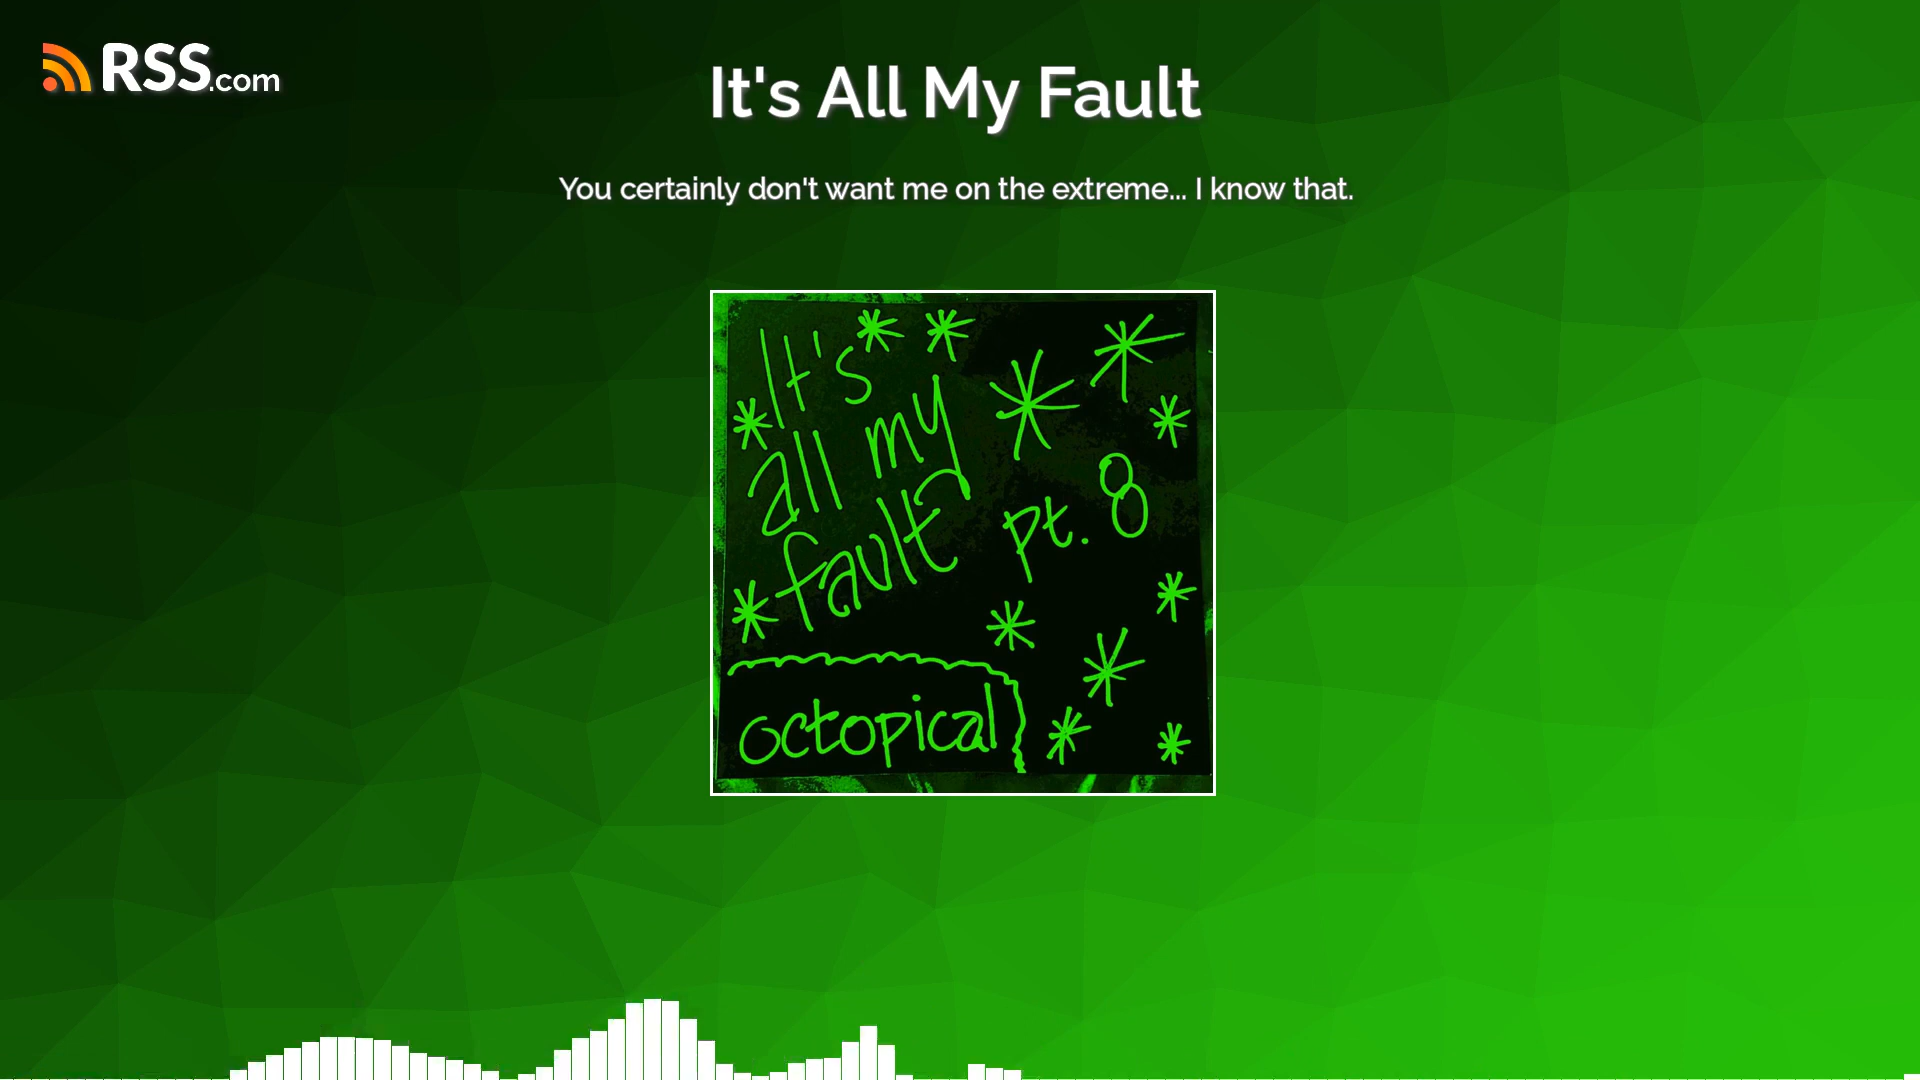 RSS.com
It's All My Fault
You certainly don't want me on the extreme... I know that.
It's
all my
fault pt. 8
octopical